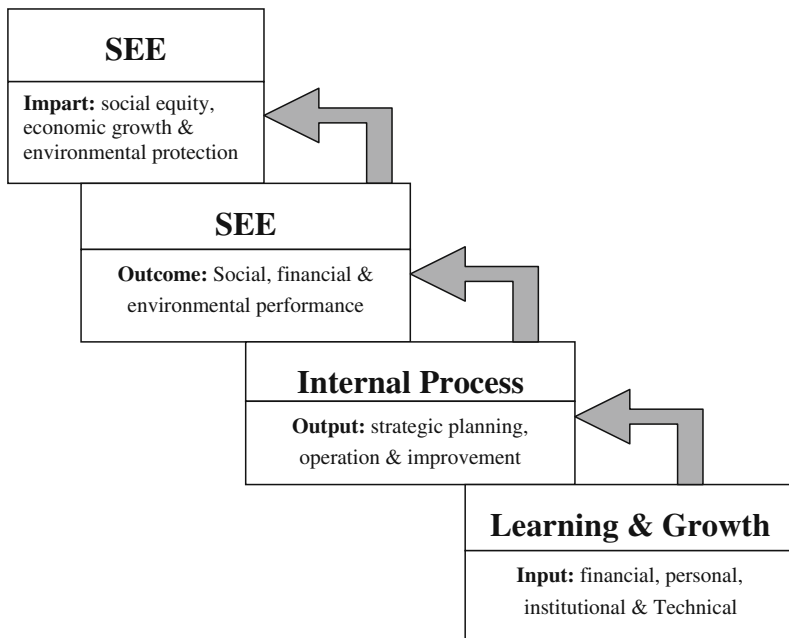 SEE
Impart: social equity,
economic growth &
environmental protection
SEE
Outcome: Social, financial &
environmental performance
Internal Process
Output: strategic planning,
operation & improvement
Learning & Growth
Input: financial, personal,
institutional & Technical